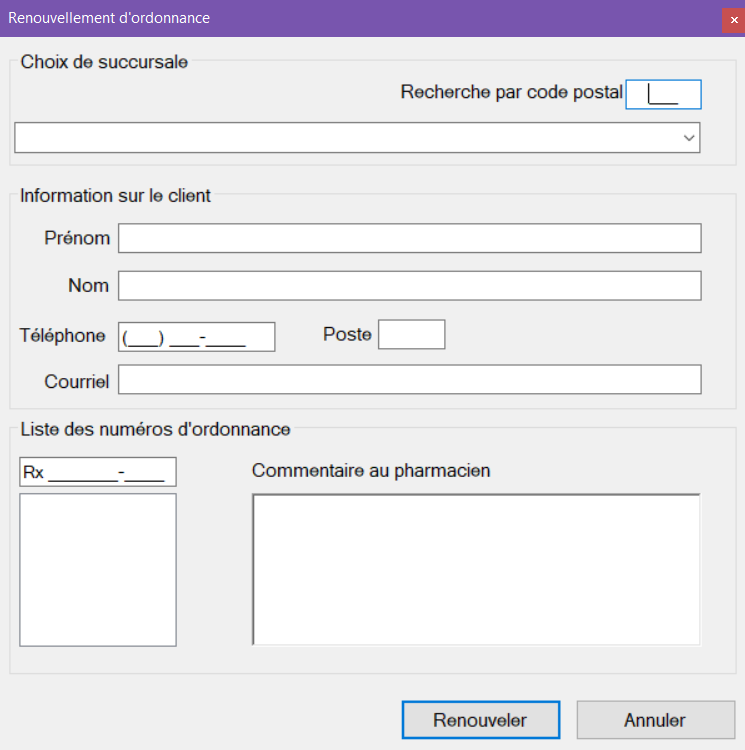 Renouvellement d'ordonnance
Choix de succursale
Recherche par code postal ___
Information sur le client
Prénom
Nom
Téléphone (___) ___-____ Poste
Courriel
Liste des numéros d'ordonnance
Rx _______-____ Commentaire au pharmacien
Renouveler Annuler